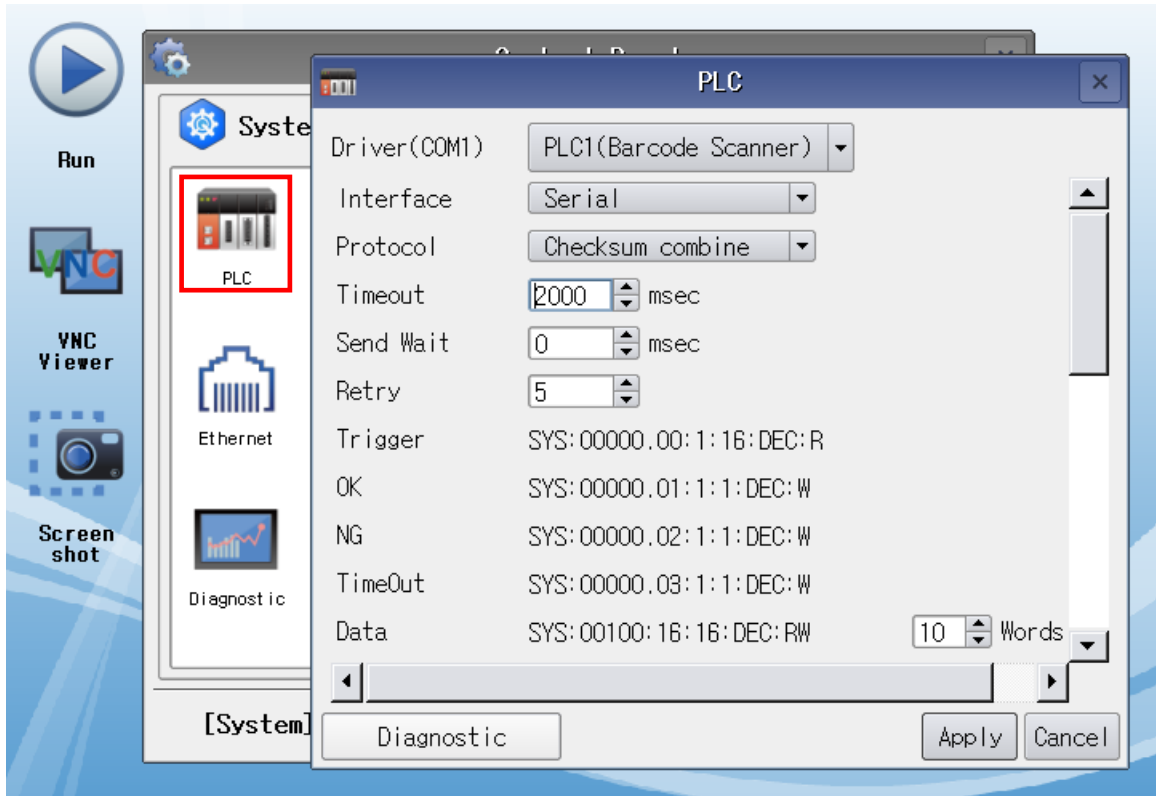 Run
VNC
VNC
Viewer
Screen
shot
Syste
PLC
Ethernet
Diagnostic
[System]
PLC
Driver(COM1) PLC1(Barcode Scanner)
Interface Serial
Protocol Checksum combine
Timeout 2000 msec
Send Wait 0 msec
Retry 5
Trigger SYS:00000.00:1:16:DEC:R
OK SYS:00000.01:1:1:DEC:W
NG SYS:00000.02:1:1:DEC:W
TimeOut SYS:00000.03:1:1:DEC:W
Data SYS:00100:16:16:DEC:RW 10 Words
Diagnostic Apply Cancel